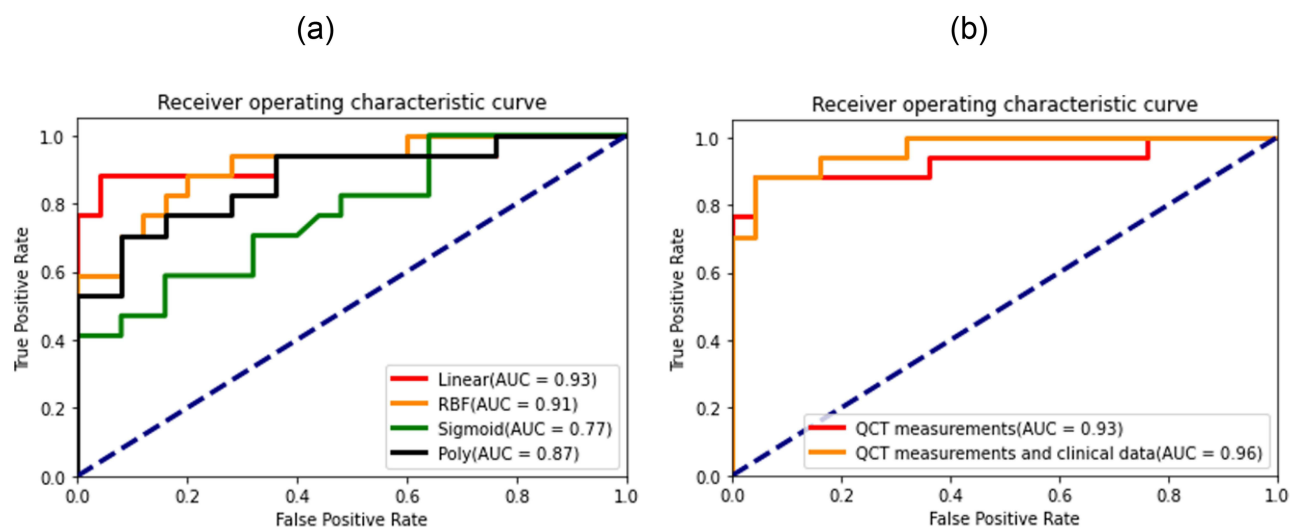 (a)
Receiver operating characteristic curve
True Positive Rate
1.0
0.8
0.6
0.4
0.2
0.0
Linear(AUC = 0.93)
RBF(AUC = 0.91)
Sigmoid(AUC = 0.77)
Poly(AUC = 0.87)
0.0 0.2 0.4 0.6 0.8 1.0
False Positive Rate
(b)
Receiver operating characteristic curve
True Positive Rate
1.0
0.8
0.6
0.4
0.2
0.0
QCT measurements(AUC = 0.93)
QCT measurements and clinical data(AUC = 0.96)
0.0 0.2 0.4 0.6 0.8 1.0
False Positive Rate